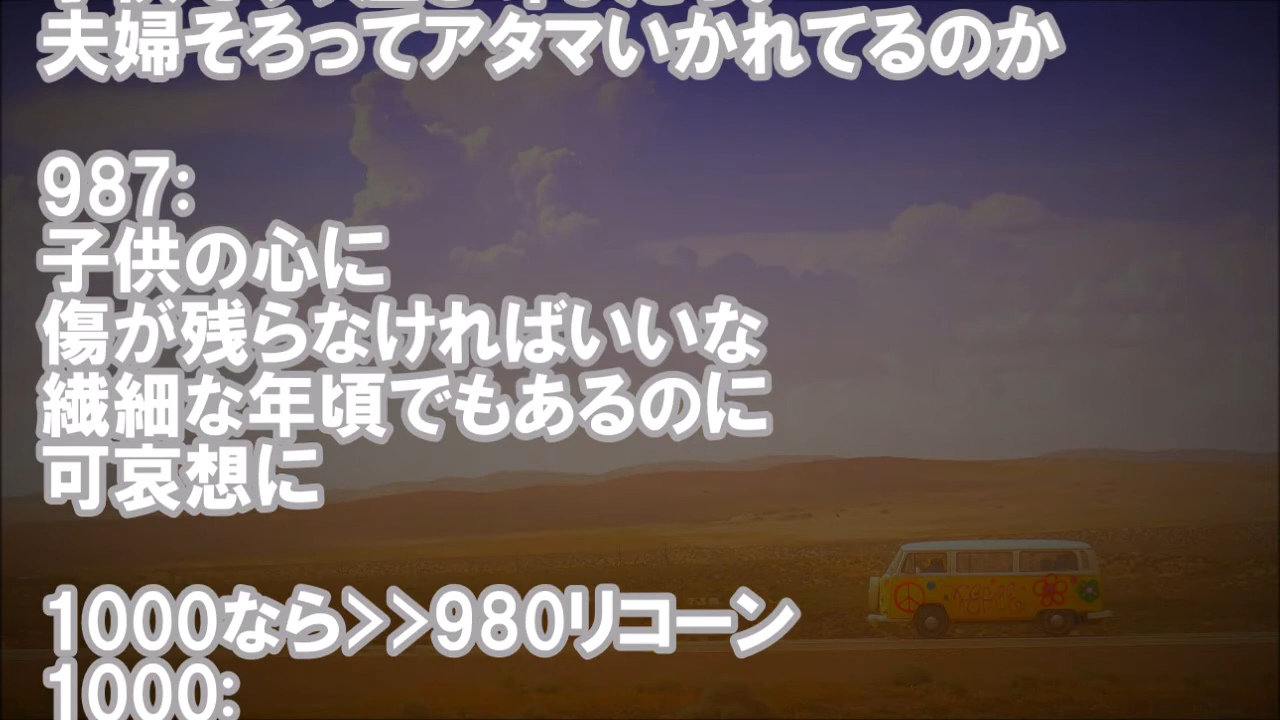 夫婦そろってアタマいかれてるのか
987:
子供の心に
傷が残らなければいいな
繊細な年頃でもあるのに
可哀想に
1000なら>>980リコーン
1000: